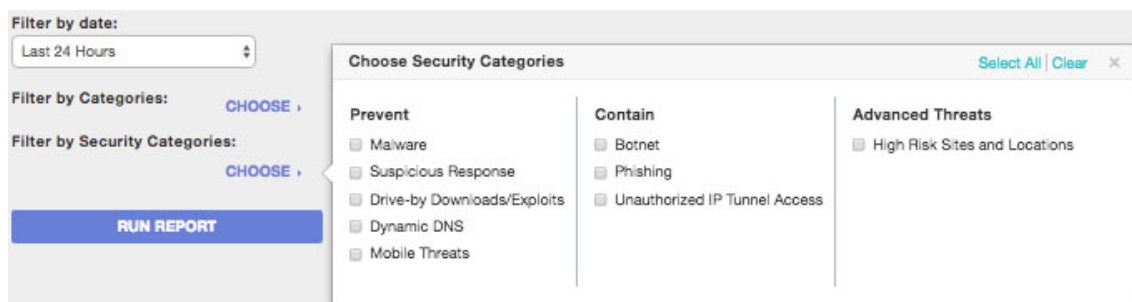 Filter by date:
Last 24 Hours
Filter by Categories:
CHOOSE ›
Filter by Security Categories:
CHOOSE ›
RUN REPORT
Choose Security Categories
Select All | Clear ×
Prevent
Malware
Suspicious Response
Drive-by Downloads/Exploits
Dynamic DNS
Mobile Threats
Contain
Botnet
Phishing
Unauthorized IP Tunnel Access
Advanced Threats
High Risk Sites and Locations